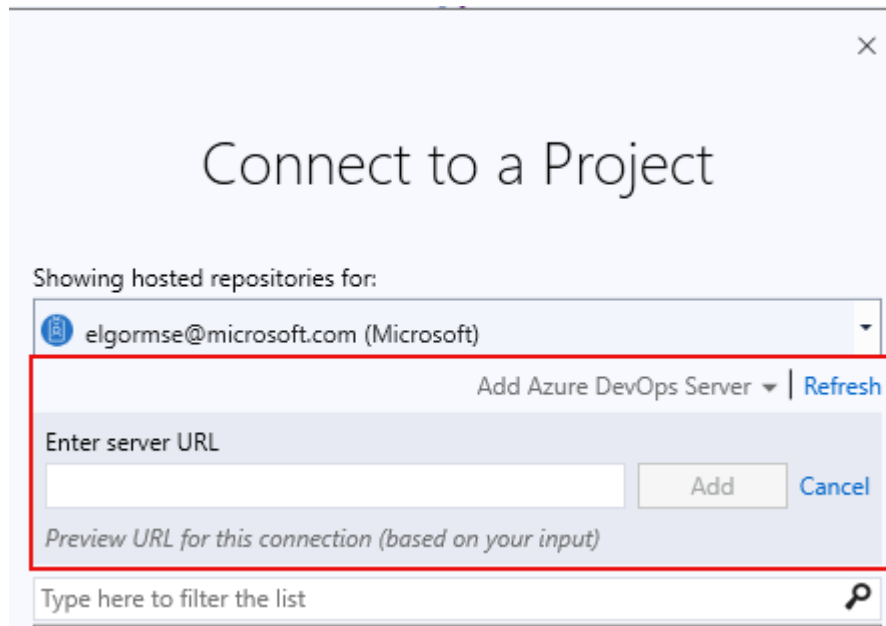 Connect to a Project
Showing hosted repositories for:
elgormse@microsoft.com (Microsoft)
Add Azure DevOps Server | Refresh
Enter server URL
Add Cancel
Preview URL for this connection (based on your input)
Type here to filter the list